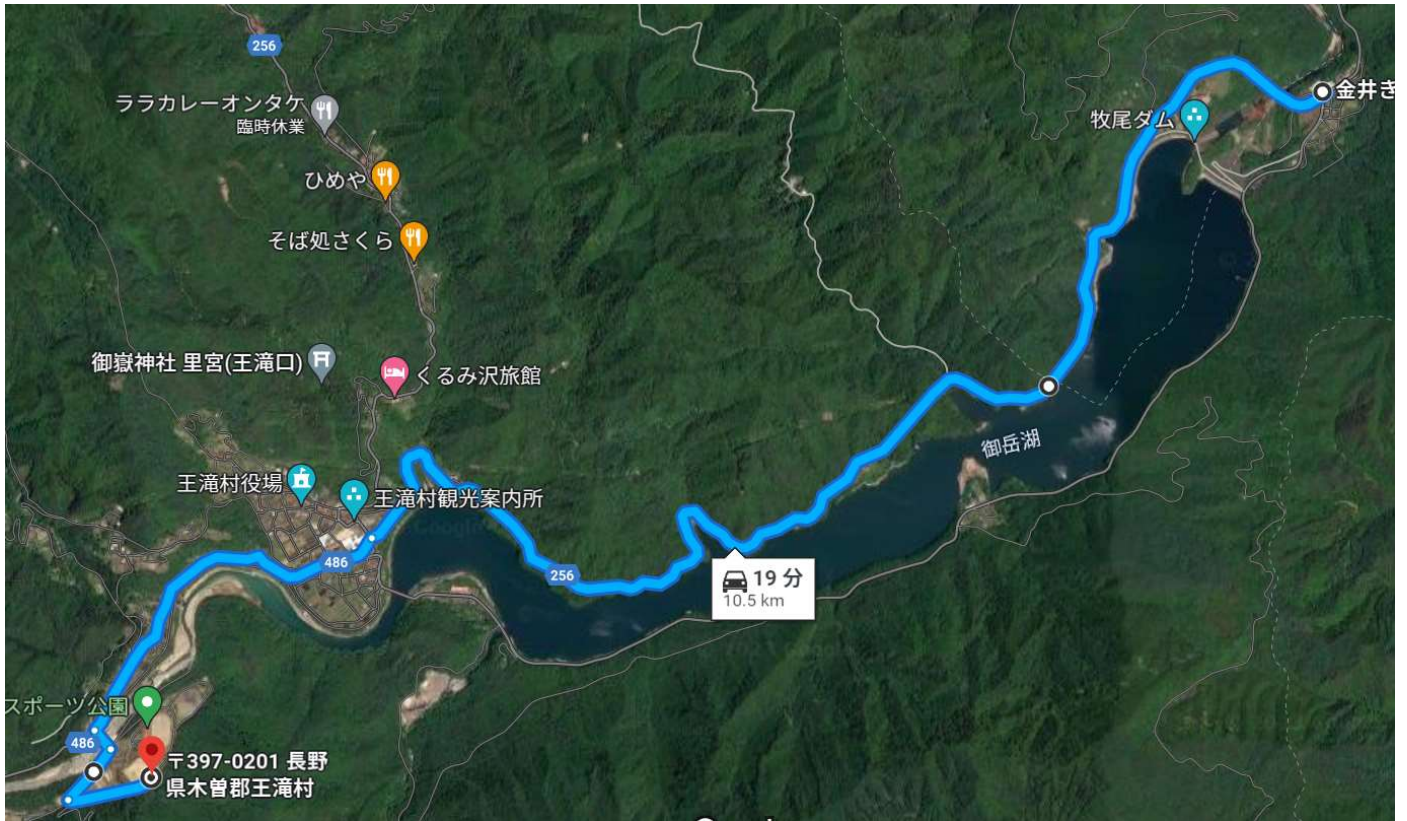 256
ララカレーオンタケ
臨時休業
ひめや
そば処さくら
牧尾ダム
金井き
御嶽神社 里宮(王滝口)
くるみ沢旅館
御岳湖
王滝村役場
王滝村観光案内所
486
256
19 分
10.5 km
スポーツ公園
486
〒397-0201 長野
県木曽郡王滝村